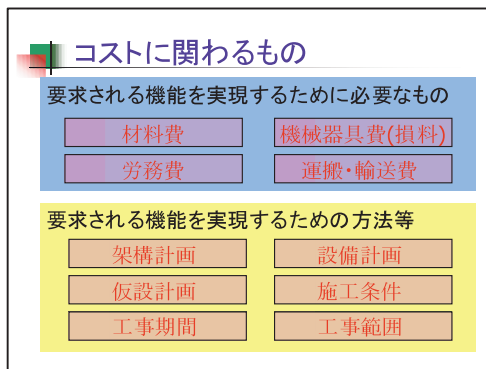 コストに関わるもの
要求される機能を実現するために必要なもの
材料費 機械器具費(損料)
労務費 運搬・輸送費
要求される機能を実現するための方法等
架構計画 設備計画
仮設計画 施工条件
工事期間 工事範囲